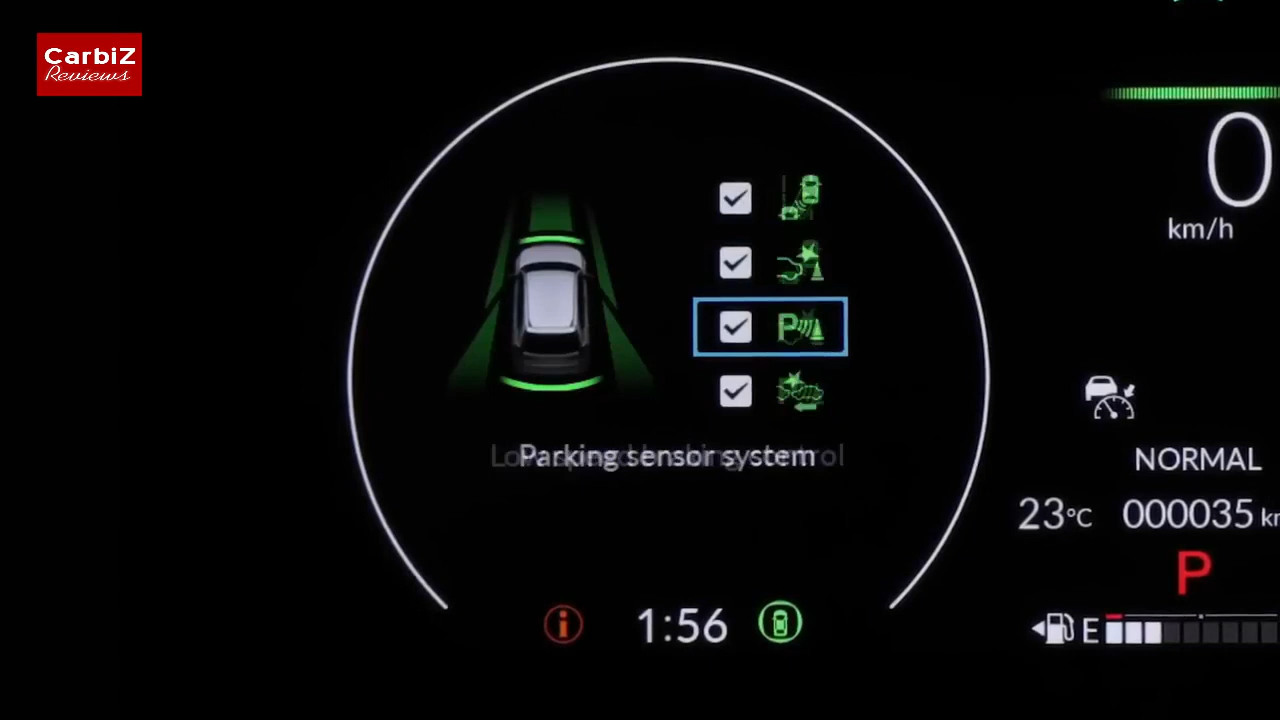 CarbiZ
Reviews
0
km/h
P
Parking sensor system
NORMAL
23°C 000035
P
1:56
E